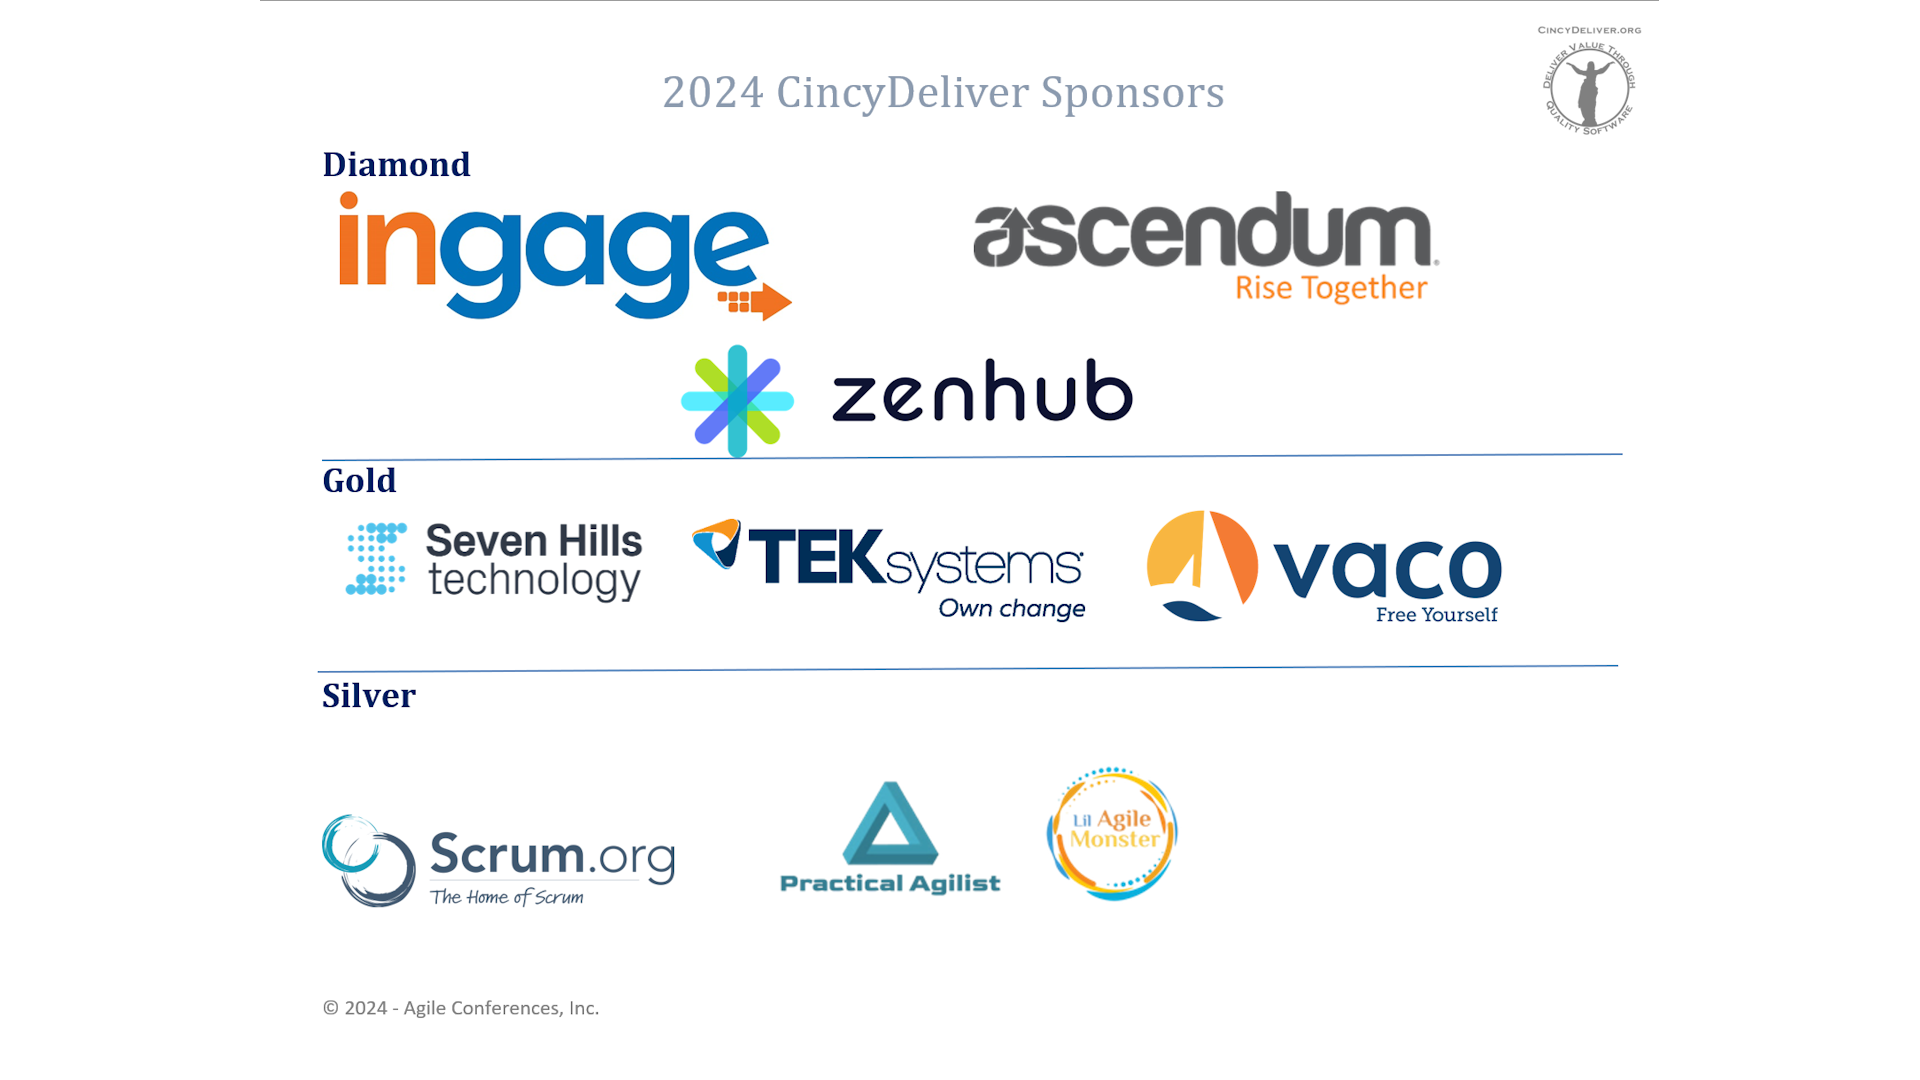 CincyDeliver.org
Deliver Value Through
Quality Software
2024 CincyDeliver Sponsors
Diamond
ingage
ascendum
Rise Together
zenhub
Gold
Seven Hills
technology
TEKsystems
Own change
vaco
Free Yourself
Silver
Scrum.org
The Home of Scrum
Practical Agilist
Lil Agile
Monster
© 2024 - Agile Conferences, Inc.